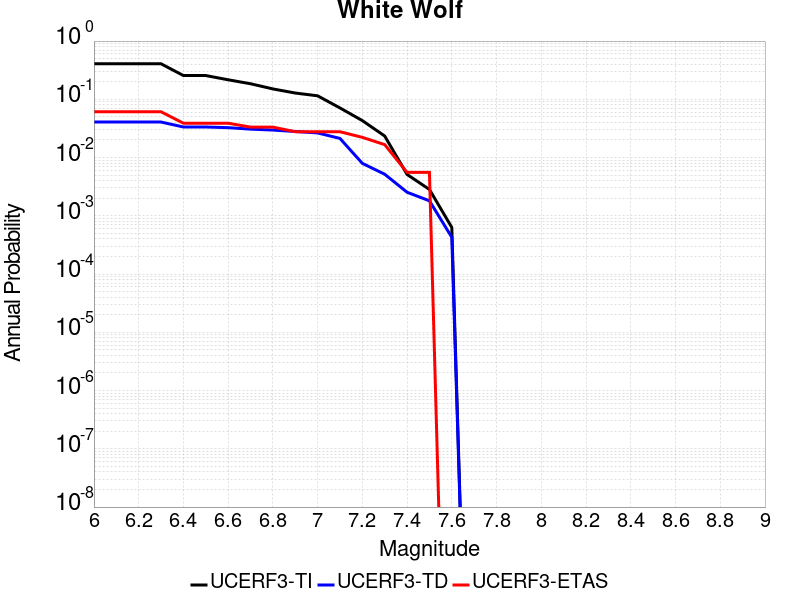 White Wolf
Annual Probability
10^0
10^-1
10^-2
10^-3
10^-4
10^-5
10^-6
10^-7
10^-8
6 6.2 6.4 6.6 6.8 7 7.2 7.4 7.6 7.8 8 8.2 8.4 8.6 8.8 9
Magnitude
UCERF3-TI UCERF3-TD UCERF3-ETAS